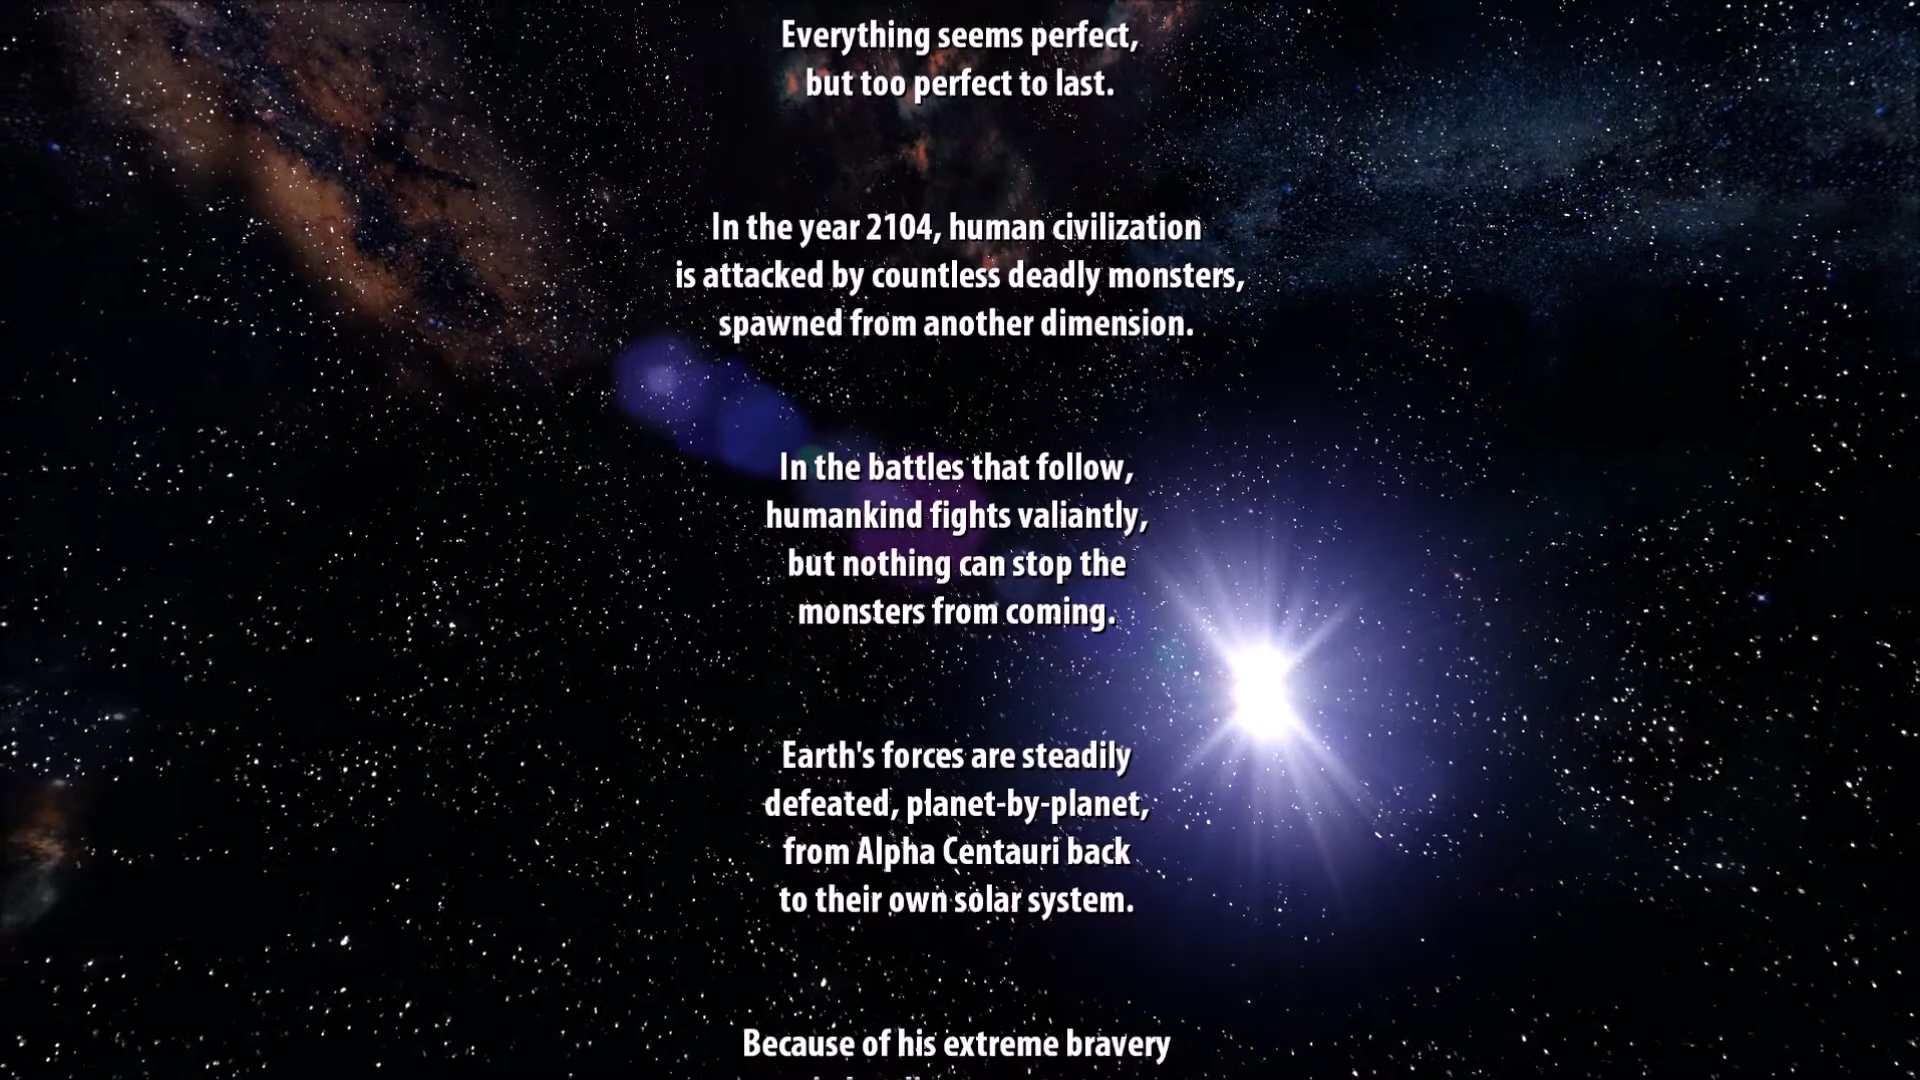 Everything seems perfect,
but too perfect to last.
In the year 2104, human civilization
is attacked by countless deadly monsters,
spawned from another dimension.
In the battles that follow,
humankind fights valiantly,
but nothing can stop the
monsters from coming.
Earth's forces are steadily
defeated, planet-by-planet,
from Alpha Centauri back
to their own solar system.
Because of his extreme bravery